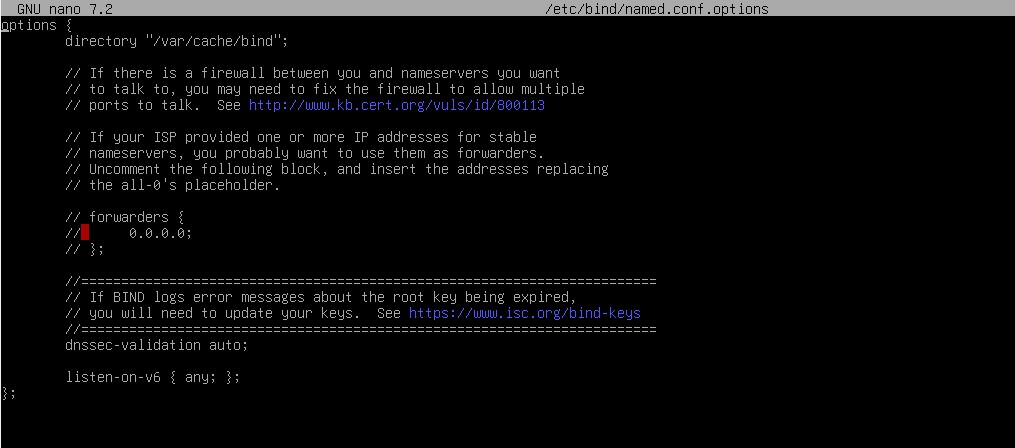 GNU nano 7.2 /etc/bind/named.conf.options
options {
directory "/var/cache/bind";
// If there is a firewall between you and nameservers you want
// to talk to, you may need to fix the firewall to allow multiple
// ports to talk.  See http://www.kb.cert.org/vuls/id/800113
// If your ISP provided one or more IP addresses for stable
// nameservers, you probably want to use them as forwarders.
// Uncomment the following block, and insert the addresses replacing
// the all-0's placeholder.
// forwarders {
//      0.0.0.0;
// };
//========================================================================
// If BIND logs error messages about the root key being expired,
// you will need to update your keys.  See https://www.isc.org/bind-keys
//========================================================================
dnssec-validation auto;
listen-on-v6 { any; };
};